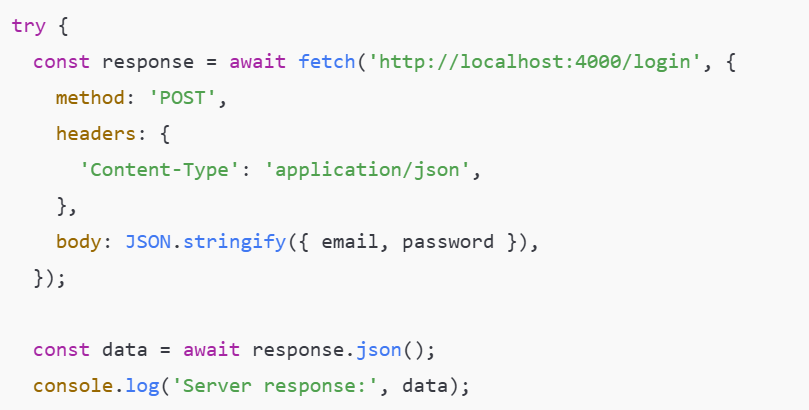 try {
  const response = await fetch('http://localhost:4000/login', {
    method: 'POST',
    headers: {
      'Content-Type': 'application/json',
    },
    body: JSON.stringify({ email, password }),
  });

  const data = await response.json();
  console.log('Server response:', data);